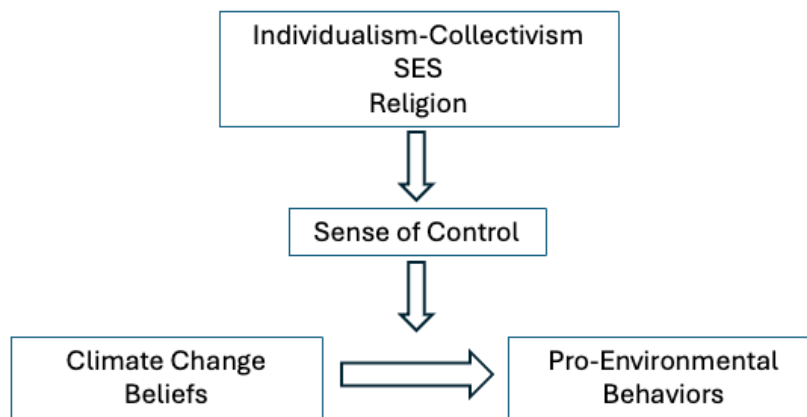 Individualism-Collectivism
SES
Religion
Sense of Control
Climate Change
Beliefs
Pro-Environmental
Behaviors